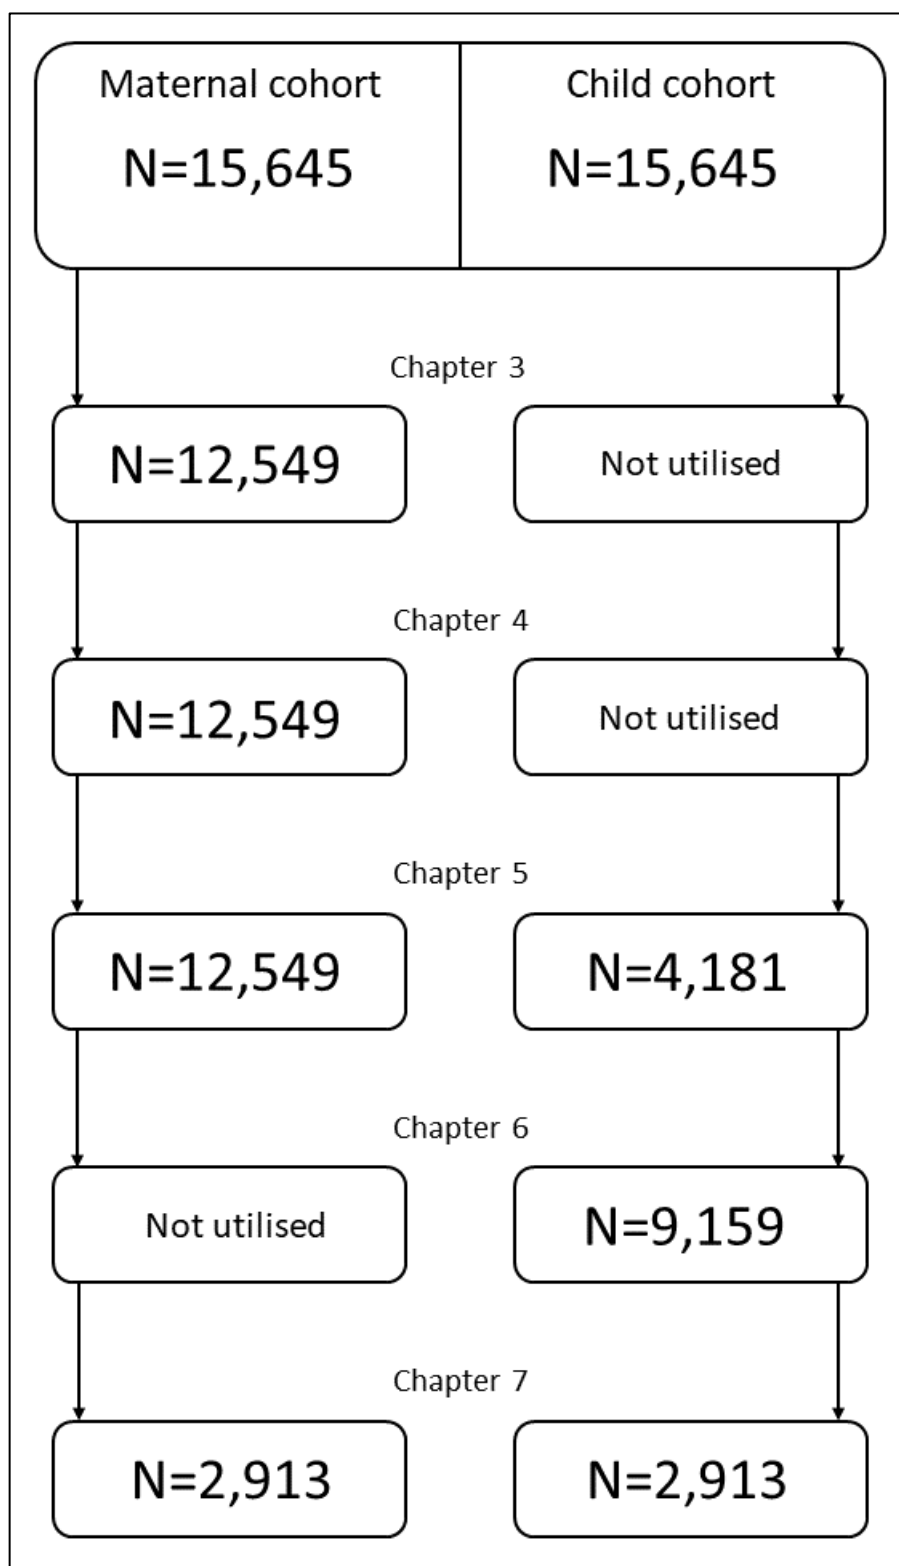 Maternal cohort
Child cohort
N=15,645
N=15,645
Chapter 3
N=12,549
Not utilised
Chapter 4
N=12,549
Not utilised
Chapter 5
N=12,549
N=4,181
Chapter 6
Not utilised
N=9,159
Chapter 7
N=2,913
N=2,913